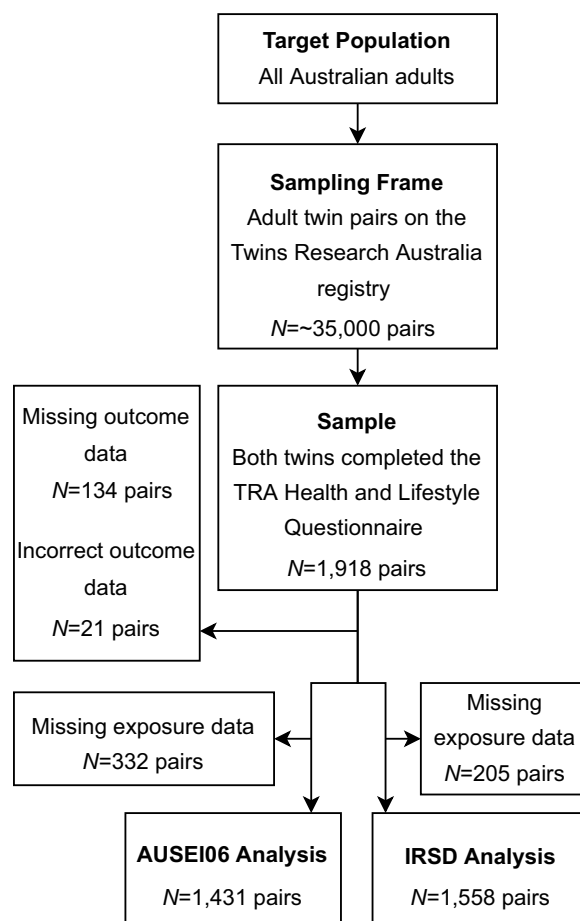 Target Population
All Australian adults
Sampling Frame
Adult twin pairs on the
Twins Research Australia
registry
N=~35,000 pairs
Sample
Both twins completed the
TRA Health and Lifestyle
Questionnaire
N=1,918 pairs
Missing outcome
data
N=134 pairs
Incorrect outcome
data
N=21 pairs
Missing exposure data
N=332 pairs
Missing
exposure data
N=205 pairs
AUSEI06 Analysis
N=1,431 pairs
IRSD Analysis
N=1,558 pairs